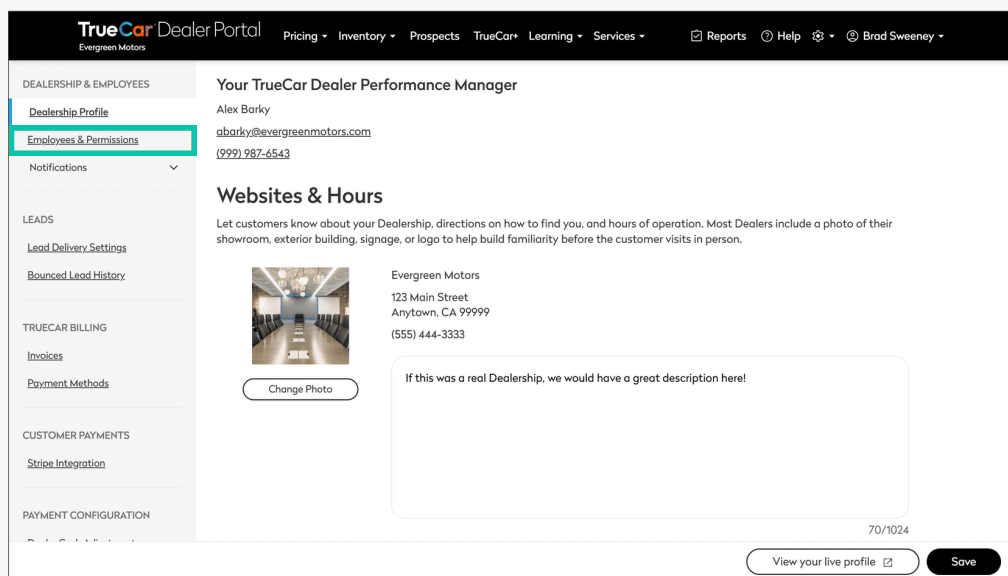 TrueCar Dealer Portal
Evergreen Motors
Pricing
Inventory
Prospects
TrueCar+
Learning
Services
Reports
Help
Brad Sweeney
DEALERSHIP & EMPLOYEES
Dealership Profile
Employees & Permissions
Notifications
LEADS
Lead Delivery Settings
Bounced Lead History
TRUECAR BILLING
Invoices
Payment Methods
CUSTOMER PAYMENTS
Stripe Integration
PAYMENT CONFIGURATION
Your TrueCar Dealer Performance Manager
Alex Barky
abarky@evergreenmotors.com
(999) 987-6543
Websites & Hours
Let customers know about your Dealership, directions on how to find you, and hours of operation. Most Dealers include a photo of their
showroom, exterior building, signage, or logo to help build familiarity before the customer visits in person.
Change Photo
Evergreen Motors
123 Main Street
Anytown, CA 99999
(555) 444-3333
If this was a real Dealership, we would have a great description here!
70/1024
View your live profile
Save